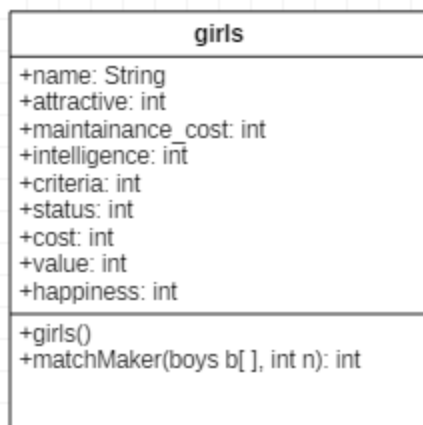 girls
+name: String
+attractive: int
+maintainance_cost: int
+intelligence: int
+criteria: int
+status: int
+cost: int
+value: int
+happiness: int
+girls()
+matchMaker(boys b[ ], int n): int